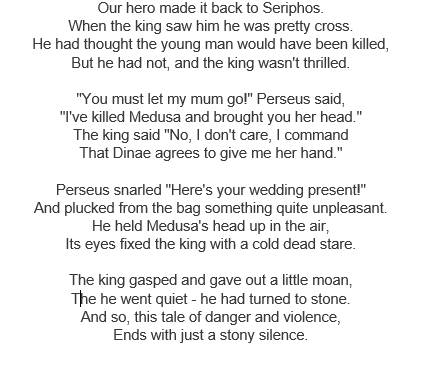 Our hero made it back to Seriphos.
When the king saw him he was pretty cross.
He had thought the young man would have been killed,
But he had not, and the king wasn't thrilled.

"You must let my mum go!" Perseus said,
"I've killed Medusa and brought you her head."
The king said "No, I don't care, I command
That Dinae agrees to give me her hand."

Perseus snarled "Here's your wedding present!"
And plucked from the bag something quite unpleasant.
He held Medusa's head up in the air,
Its eyes fixed the king with a cold dead stare.

The king gasped and gave out a little moan,
The he went quiet - he had turned to stone.
And so, this tale of danger and violence,
Ends with just a stony silence.